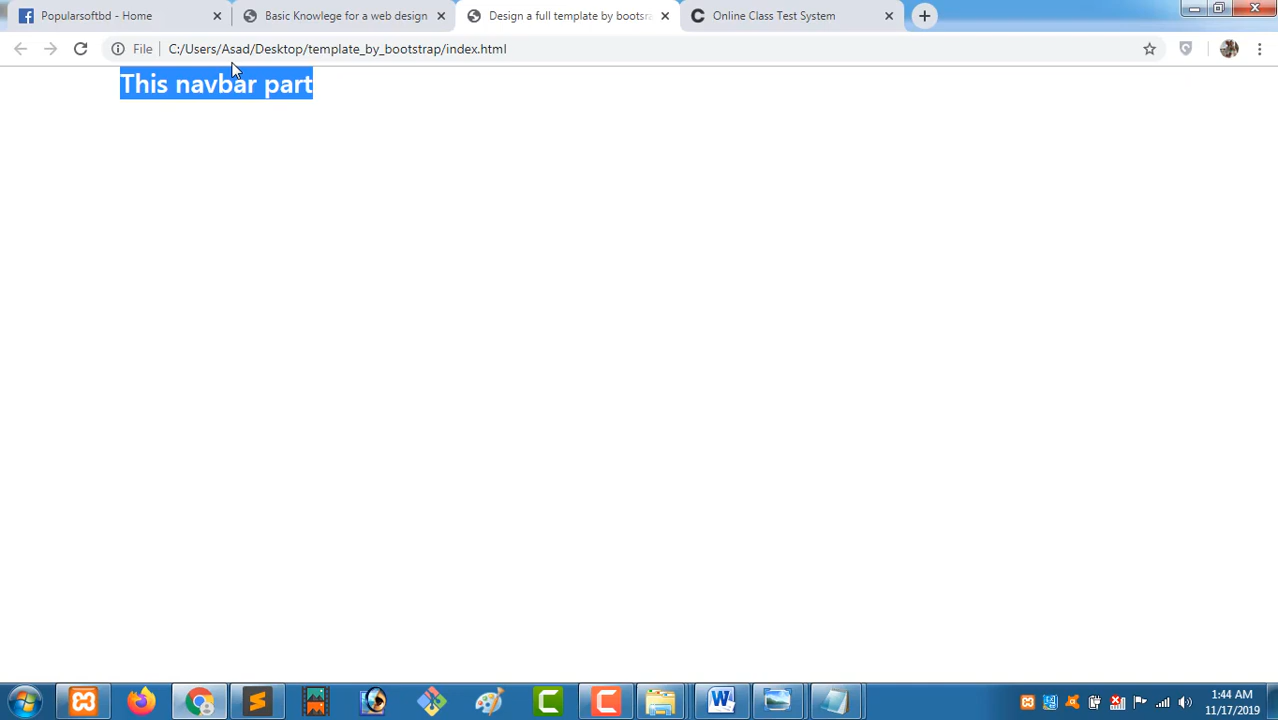 Popularsoftbd - Home
Basic Knowlege for a web design
Design a full template by bootsra
Online Class Test System
File
C:/Users/Asad/Desktop/template_by_bootstrap/index.html
This navbar part
1:44 AM
11/17/2019